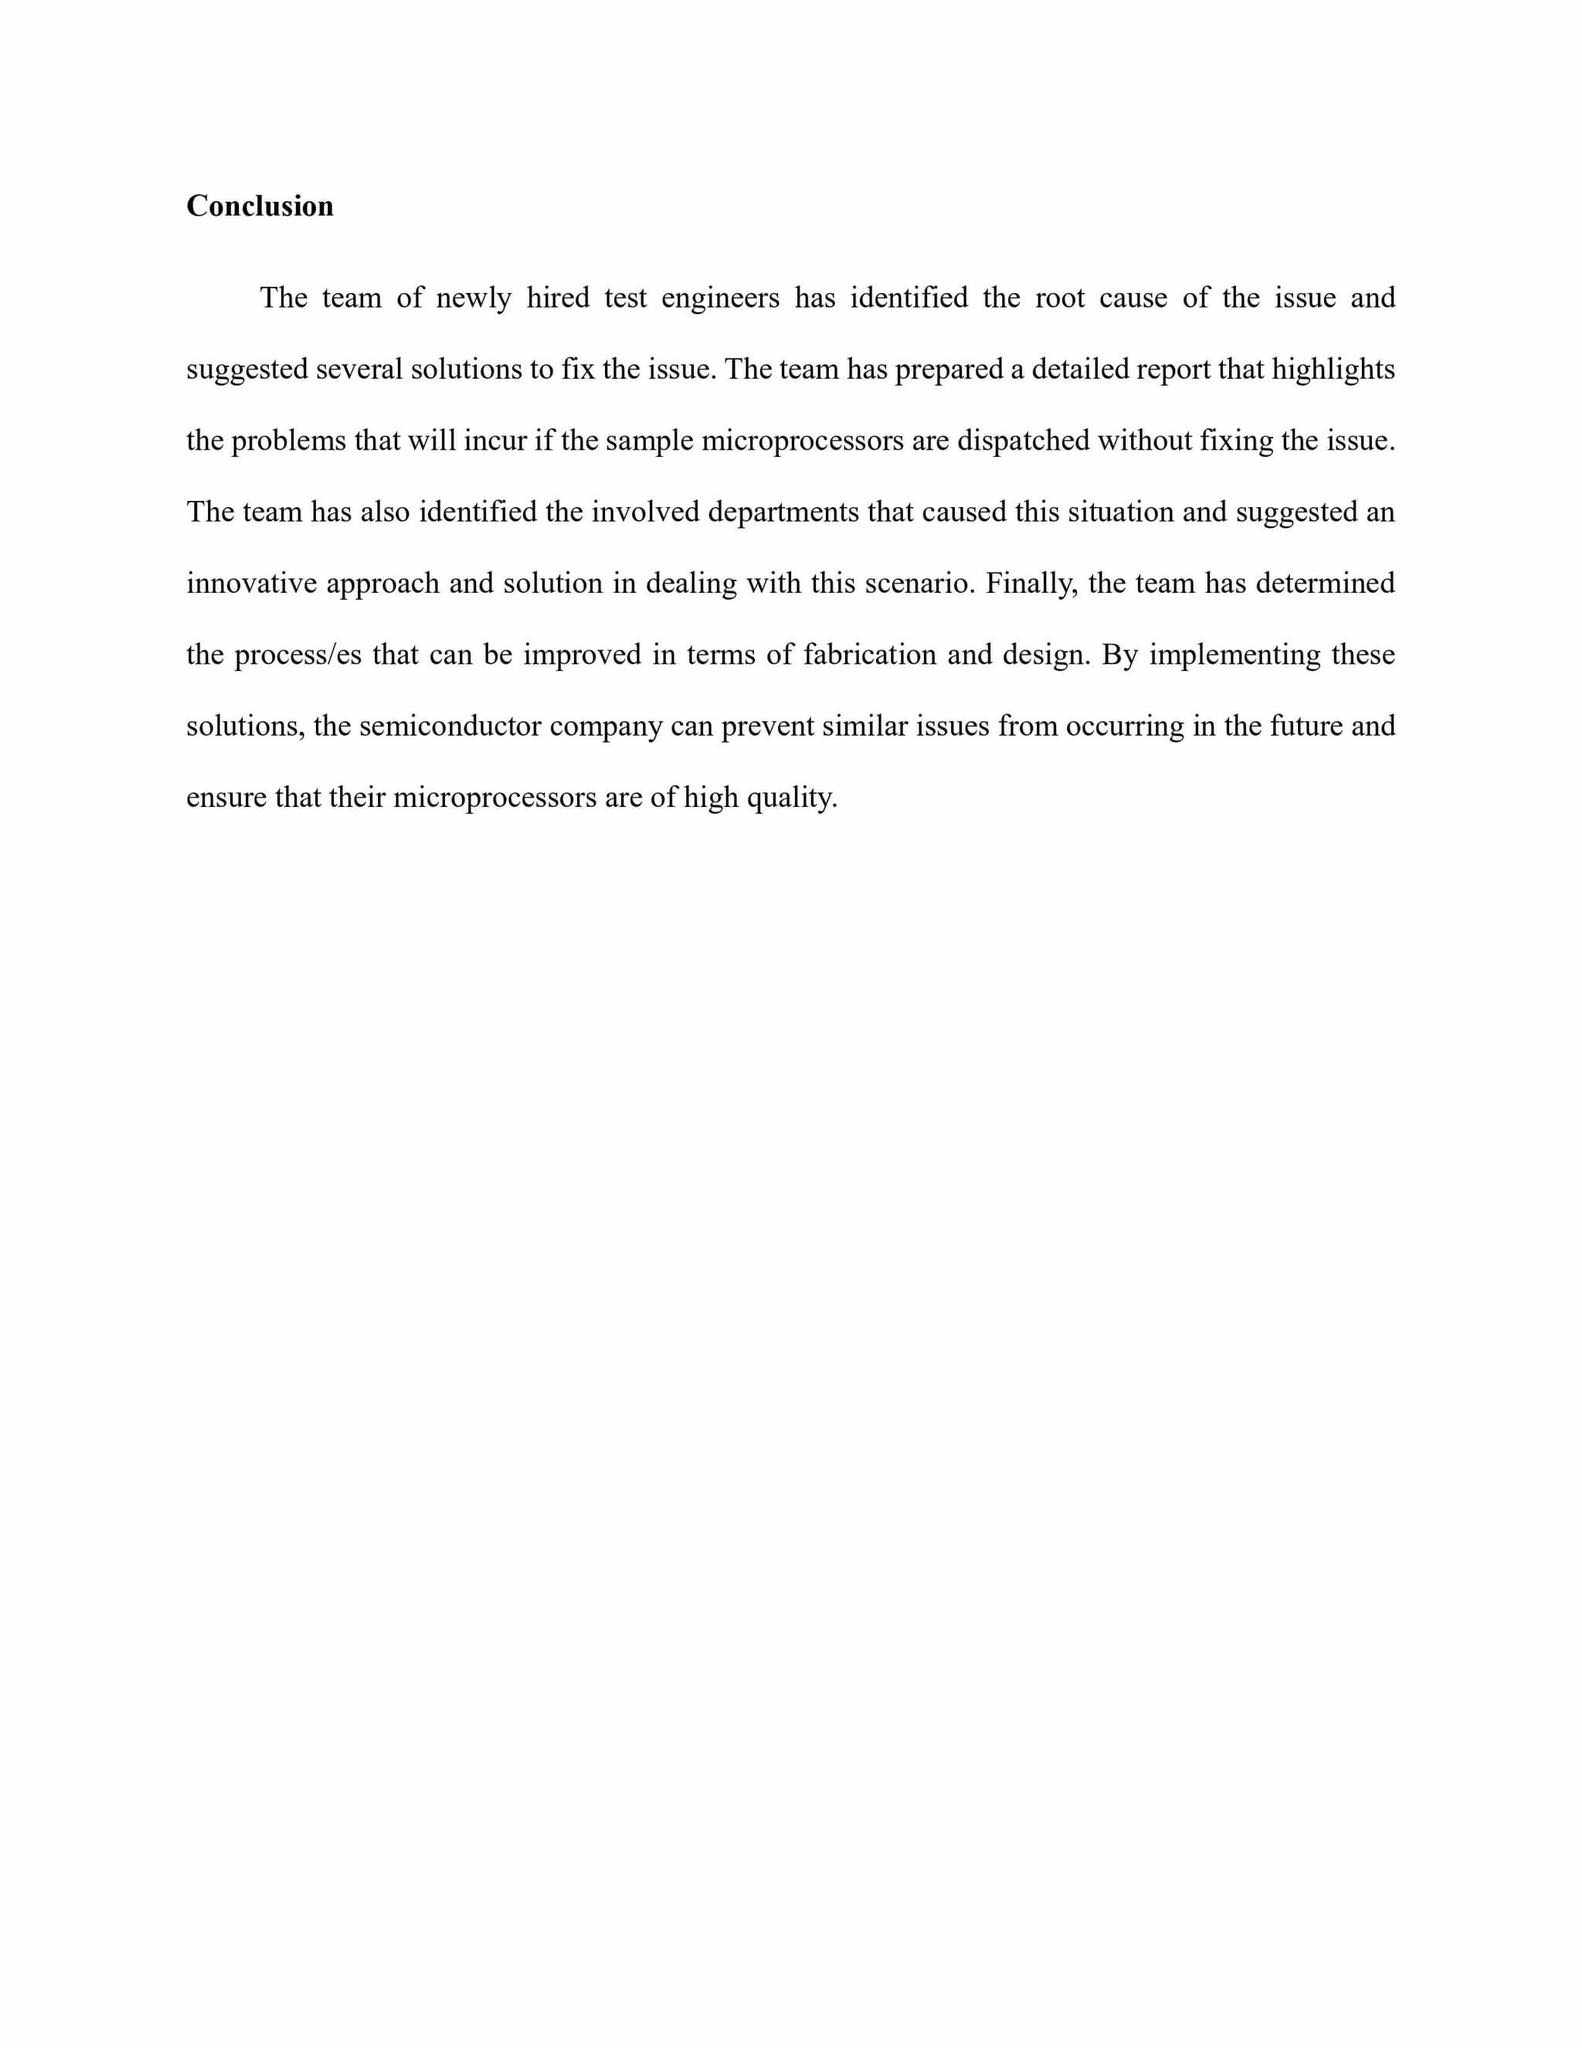 Conclusion
The team of newly hired test engineers has identified the root cause of the issue and
suggested several solutions to fix the issue. The team has prepared a detailed report that highlights
the problems that will incur if the sample microprocessors are dispatched without fixing the issue.
The team has also identified the involved departments that caused this situation and suggested an
innovative approach and solution in dealing with this scenario. Finally, the team has determined
the process/es that can be improved in terms of fabrication and design. By implementing these
solutions, the semiconductor company can prevent similar issues from occurring in the future and
ensure that their microprocessors are of high quality.